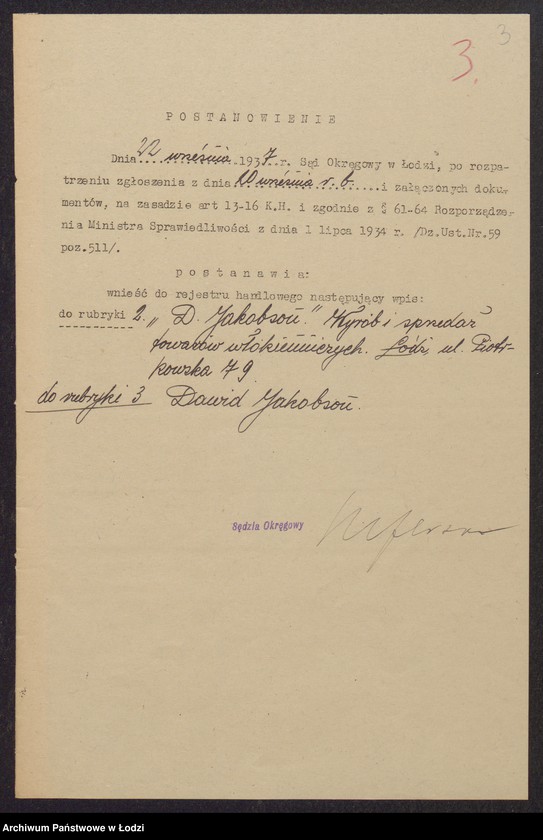 3
3.
POSTANOWIENIE
Dnia 22 września 1937 r. Sąd Okręgowy w Łodzi, po rozpa-
trzeniu zgłoszenia z dnia 20 września r. b. .... i załączonych doku-
mentów, na zasadzie art 13-16 K.H. i zgodnie z § 61-64 Rozporządze-
nia Ministra Sprawiedliwości z dnia 1 lipca 1934 r. /Dz.Ust.Nr.59
poz.511/.
postanawia:
wnieść do rejestru handlowego następujący wpis:
do rubryki 2. „D. Jakobson." Wyrób i sprzedaż
towarów włókienniczych. Łódź, ul. Piotr-
kowska 79
do rubryki 3 Dawid Jakobson.
Sędzia Okręgowy
Archiwum Państwowe w Łodzi